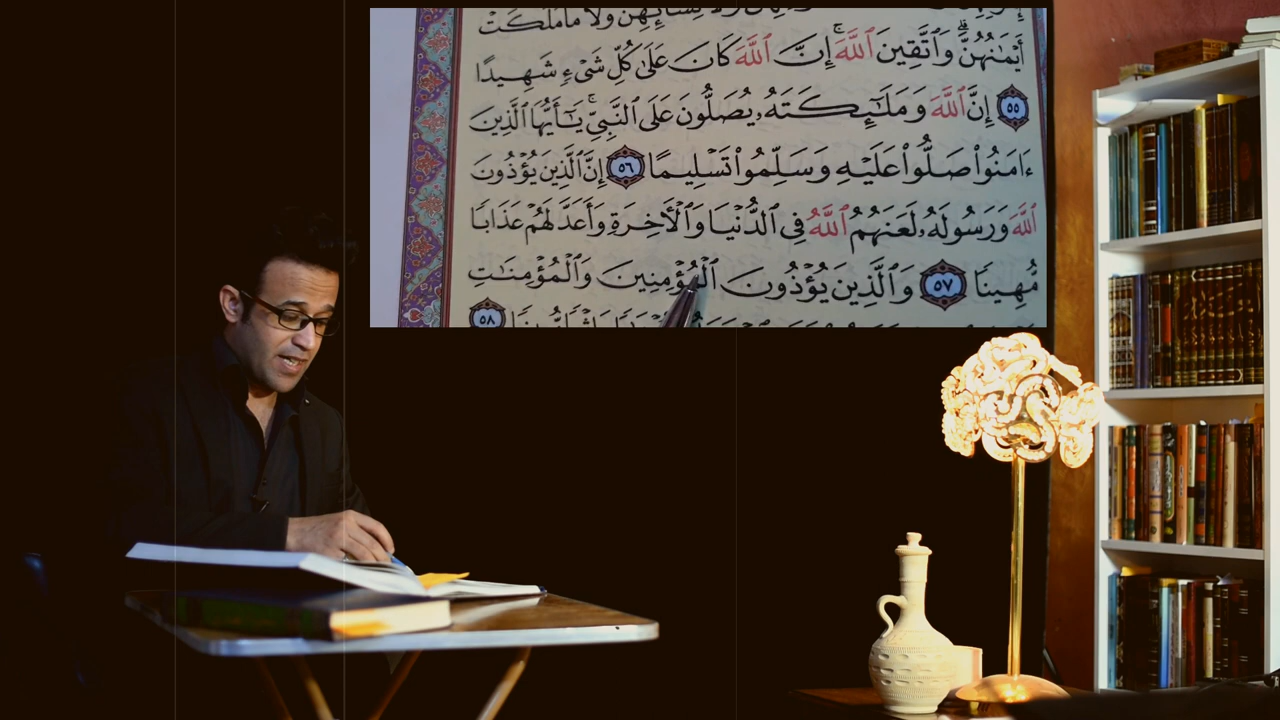 أَيْمَٰنُهُنَّ ۗ وَٱتَّقِينَ ٱللَّهَ ۚ إِنَّ ٱللَّهَ كَانَ عَلَىٰ كُلِّ شَىْءٍ شَهِيدًا
۝٥٥ إِنَّ ٱللَّهَ وَمَلَٰٓئِكَتَهُۥ يُصَلُّونَ عَلَى ٱلنَّبِىِّ ۚ يَٰٓأَيُّهَا ٱلَّذِينَ
ءَامَنُوا۟ صَلُّوا۟ عَلَيْهِ وَسَلِّمُوا۟ تَسْلِيمًا ۝٥٦ إِنَّ ٱلَّذِينَ يُؤْذُونَ
ٱللَّهَ وَرَسُولَهُۥ لَعَنَهُمُ ٱللَّهُ فِى ٱلدُّنْيَا وَٱلْءَاخِرَةِ وَأَعَدَّ لَهُمْ عَذَابًا
مُّهِينًا ۝٥٧ وَٱلَّذِينَ يُؤْذُونَ ٱلْمُؤْمِنِينَ وَٱلْمُؤْمِنَٰتِ
۝٥٨